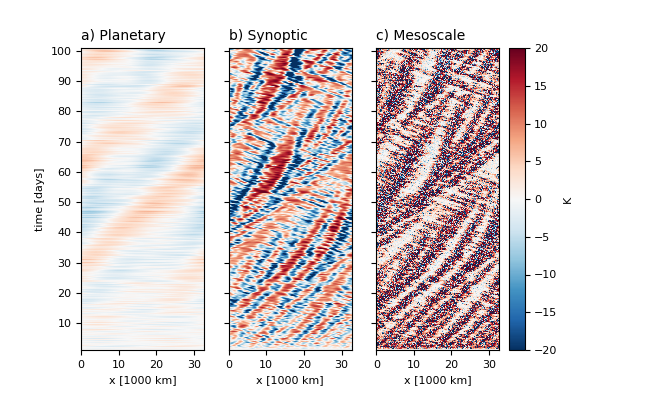 a) Planetary
b) Synoptic
c) Mesoscale
100
90
80
70
60
50
40
30
20
10
time [days]
0 10 20 30
0 10 20 30
0 10 20 30
x [1000 km]
x [1000 km]
x [1000 km]
20
15
10
5
0
−5
−10
−15
−20
K